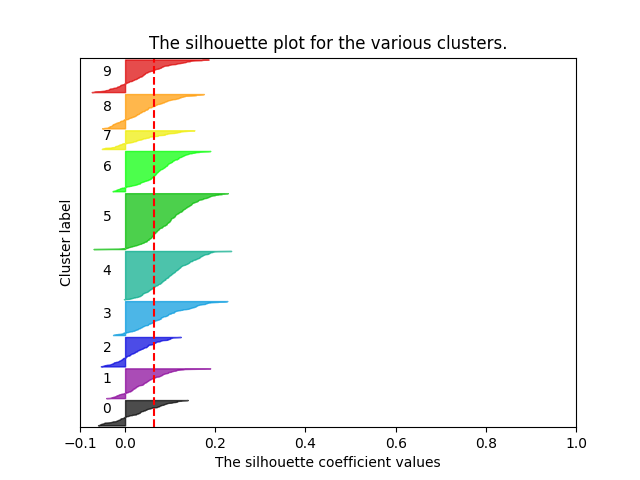 The silhouette plot for the various clusters.
9
8
7
6
5
4
3
2
1
0
Cluster label
−0.1 0.0 0.2 0.4 0.6 0.8 1.0
The silhouette coefficient values